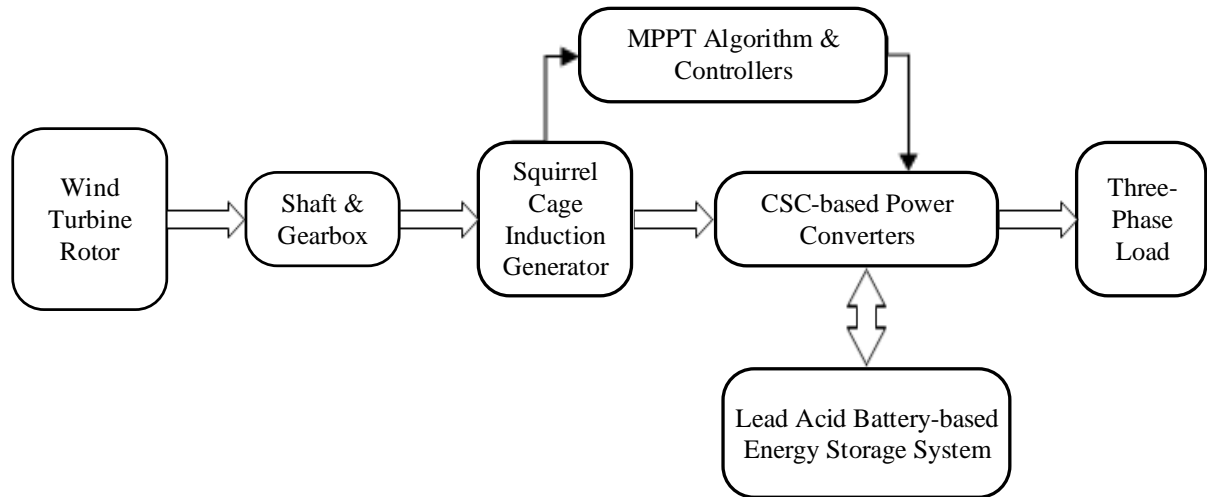 MPPT Algorithm &
Controllers
Wind
Turbine
Rotor
Shaft &
Gearbox
Squirrel
Cage
Induction
Generator
CSC-based Power
Converters
Three-
Phase
Load
Lead Acid Battery-based
Energy Storage System